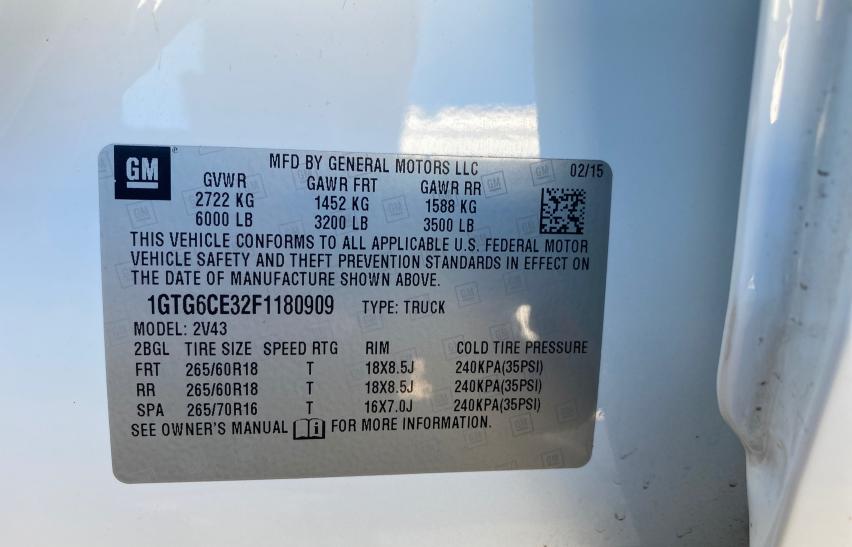 GM
MFD BY GENERAL MOTORS LLC 02/15
GVWR GAWR FRT GAWR RR
2722 KG 1452 KG 1588 KG
6000 LB 3200 LB 3500 LB
THIS VEHICLE CONFORMS TO ALL APPLICABLE U.S. FEDERAL MOTOR
VEHICLE SAFETY AND THEFT PREVENTION STANDARDS IN EFFECT ON
THE DATE OF MANUFACTURE SHOWN ABOVE.
1GTG6CE32F1180909 TYPE: TRUCK
MODEL: 2V43
2BGL TIRE SIZE SPEED RTG RIM COLD TIRE PRESSURE
FRT 265/60R18 T 18X8.5J 240KPA(35PSI)
RR 265/60R18 T 18X8.5J 240KPA(35PSI)
SPA 265/70R16 T 16X7.0J 240KPA(35PSI)
SEE OWNER'S MANUAL i FOR MORE INFORMATION.